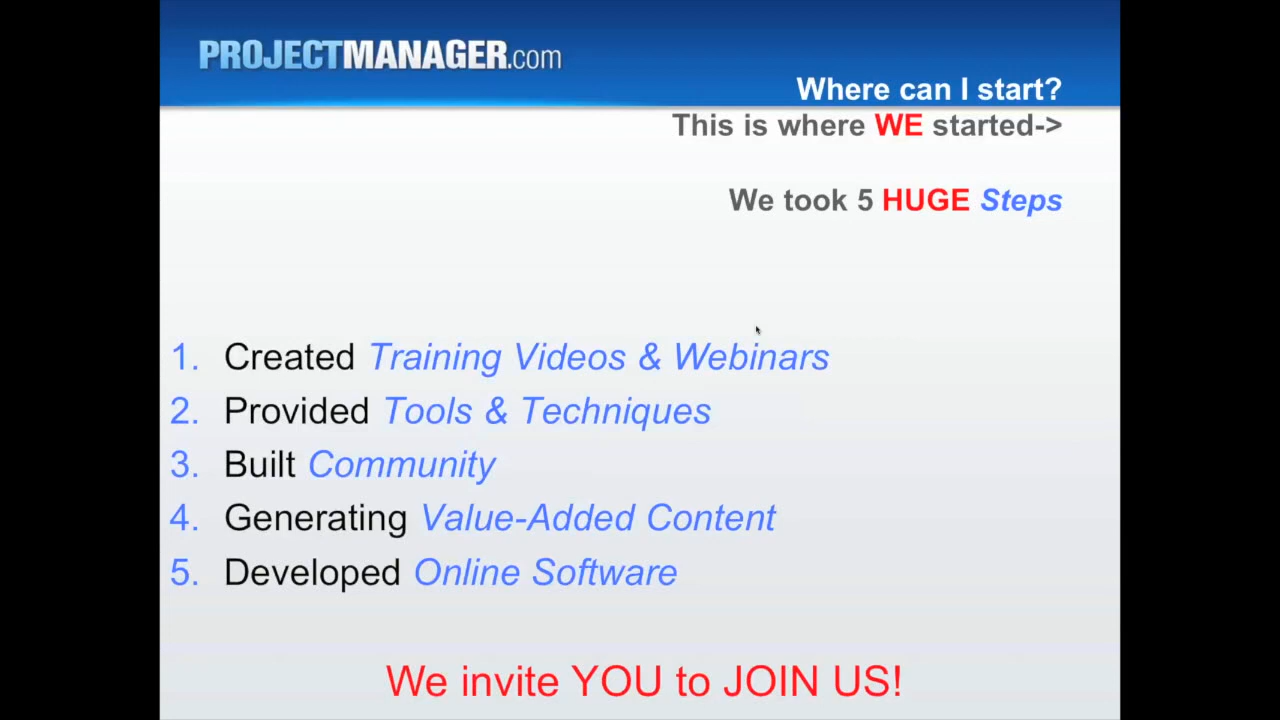 PROJECTMANAGER.com
Where can I start?
This is where WE started->
We took 5 HUGE Steps
1. Created Training Videos & Webinars
2. Provided Tools & Techniques
3. Built Community
4. Generating Value-Added Content
5. Developed Online Software
We invite YOU to JOIN US!